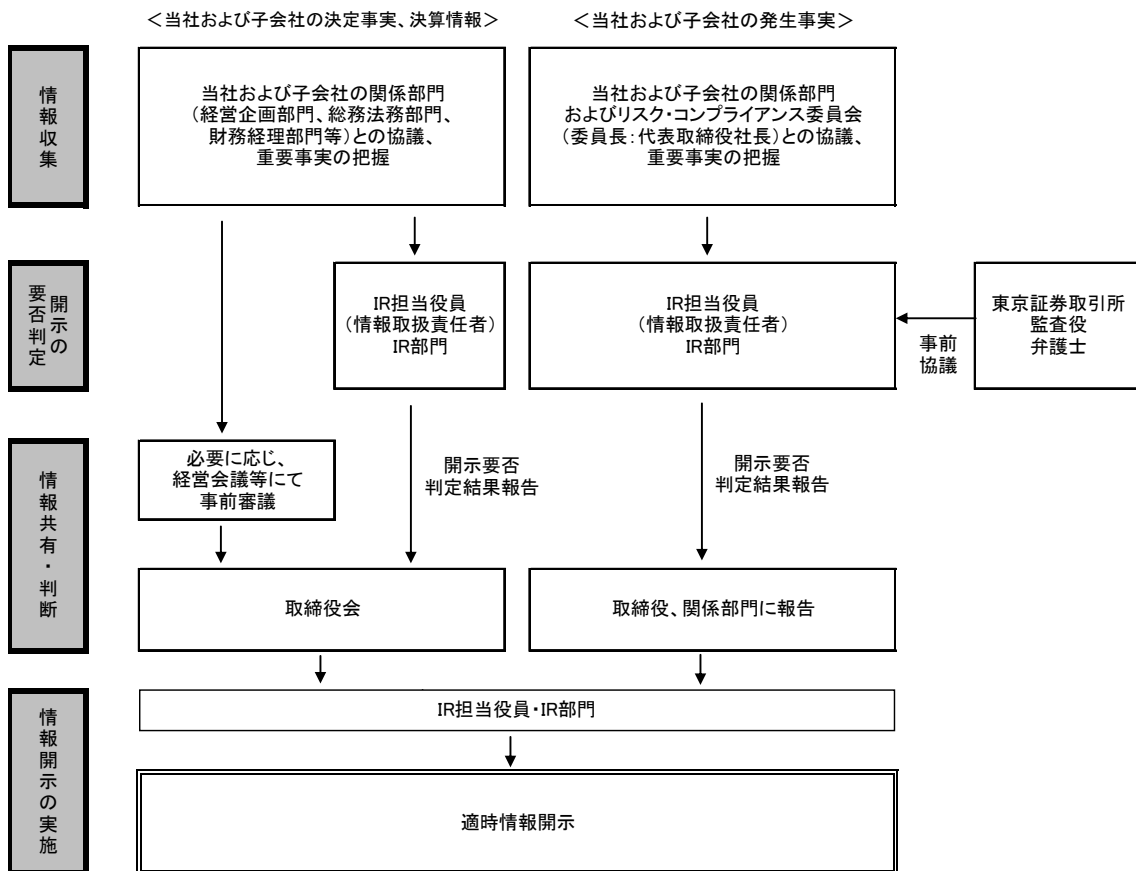 ＜当社および子会社の決定事実、決算情報＞
＜当社および子会社の発生事実＞
情報収集
当社および子会社の関係部門
（経営企画部門、総務法務部門、
財務経理部門等）との協議、
重要事実の把握
当社および子会社の関係部門
およびリスク・コンプライアンス委員会
（委員長：代表取締役社長）との協議、
重要事実の把握
開示の
要否判定
IR担当役員
（情報取扱責任者）
IR部門
IR担当役員
（情報取扱責任者）
IR部門
事前
協議
東京証券取引所
監査役
弁護士
情報共有・判断
必要に応じ、
経営会議等にて
事前審議
開示要否
判定結果報告
開示要否
判定結果報告
取締役会
取締役、関係部門に報告
情報開示の実施
IR担当役員・IR部門
適時情報開示